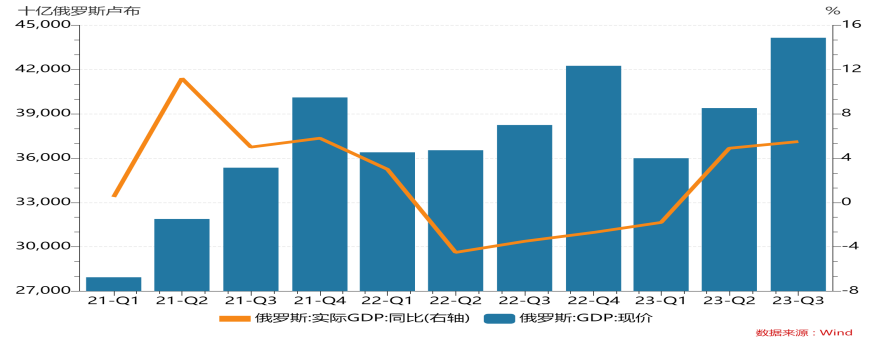 十亿俄罗斯卢布 %
45,000 16
42,000 12
39,000 8
36,000 4
33,000 0
30,000 -4
27,000 -8
21-Q1 21-Q2 21-Q3 21-Q4 22-Q1 22-Q2 22-Q3 22-Q4 23-Q1 23-Q2 23-Q3
俄罗斯:实际GDP:同比(右轴) 俄罗斯:GDP:现价
数据来源：Wind